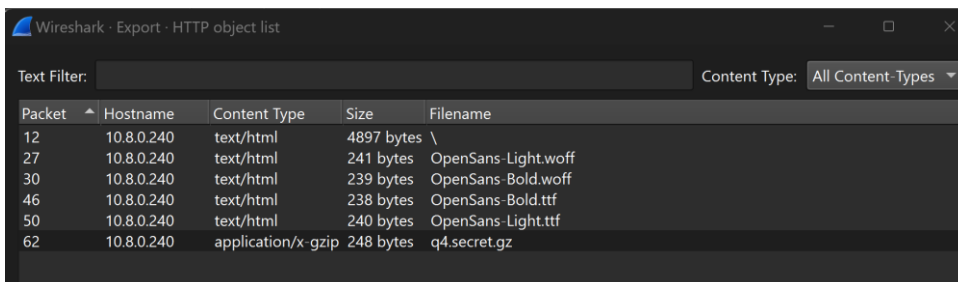 Wireshark · Export · HTTP object list
Text Filter: Content Type: All Content-Types
Packet Hostname Content Type Size Filename
12 10.8.0.240 text/html 4897 bytes \
27 10.8.0.240 text/html 241 bytes OpenSans-Light.woff
30 10.8.0.240 text/html 239 bytes OpenSans-Bold.woff
46 10.8.0.240 text/html 238 bytes OpenSans-Bold.ttf
50 10.8.0.240 text/html 240 bytes OpenSans-Light.ttf
62 10.8.0.240 application/x-gzip 248 bytes q4.secret.gz